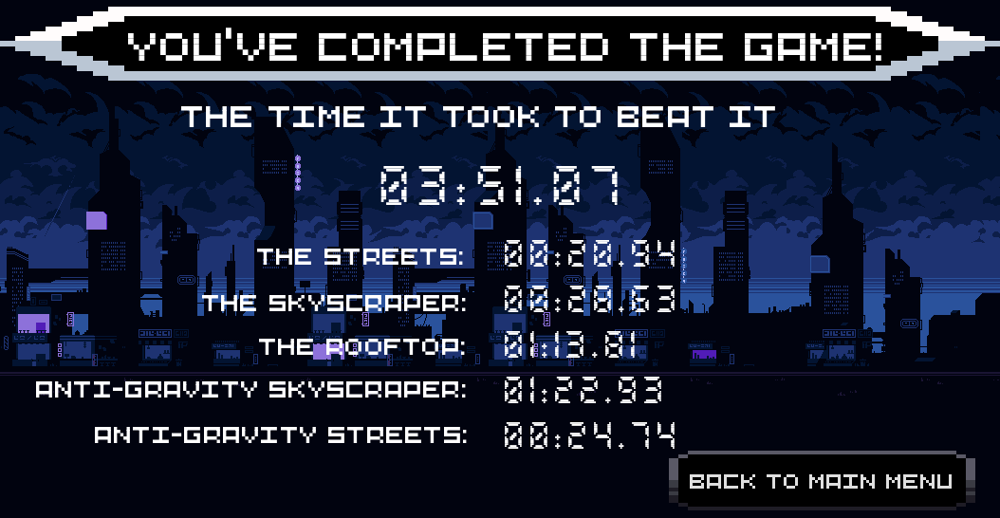 YOU'VE COMPLETED THE GAME!
THE TIME IT TOOK TO BEAT IT
03:51.07
THE STREETS: 00:20.94
THE SKYSCRAPER: 00:28.63
THE ROOFTOP: 01:13.81
ANTI-GRAVITY SKYSCRAPER: 01:22.93
ANTI-GRAVITY STREETS: 00:24.74
BACK TO MAIN MENU